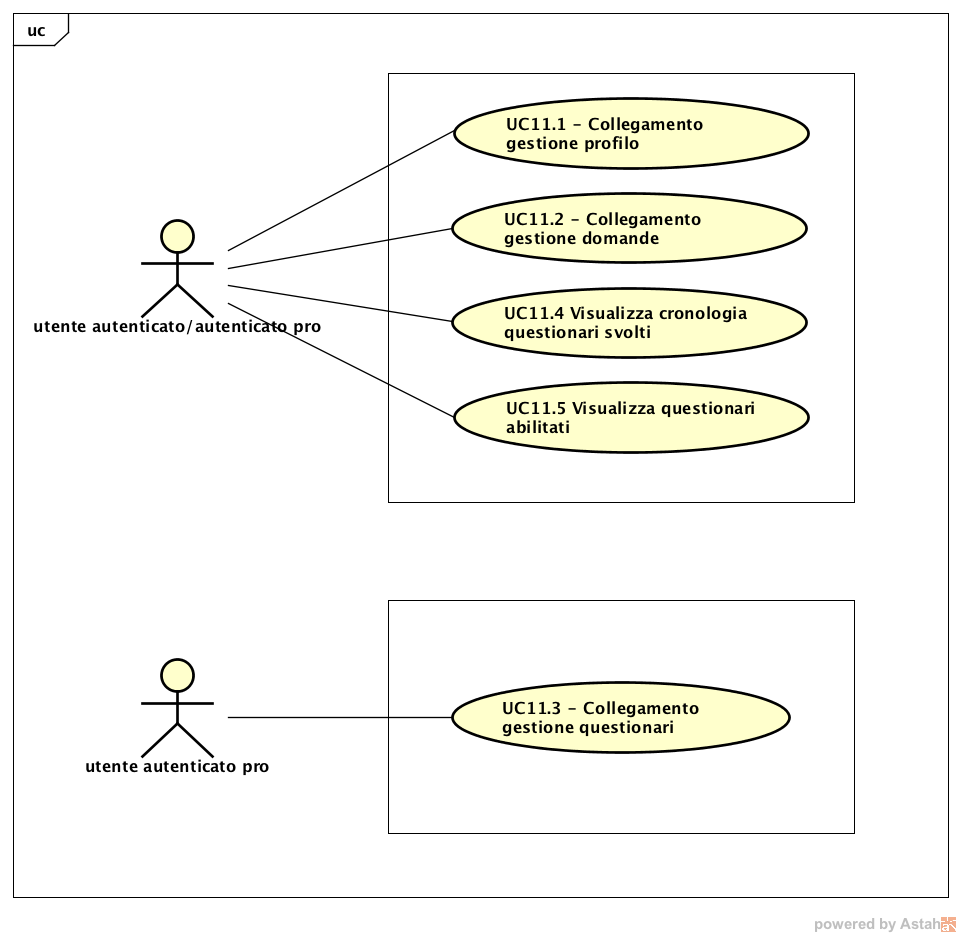 uc
UC11.1 - Collegamento
gestione profilo
UC11.2 - Collegamento
gestione domande
UC11.4 Visualizza cronologia
questionari svolti
utente autenticato/autenticato pro
UC11.5 Visualizza questionari
abilitati
UC11.3 - Collegamento
gestione questionari
utente autenticato pro
powered by Astah